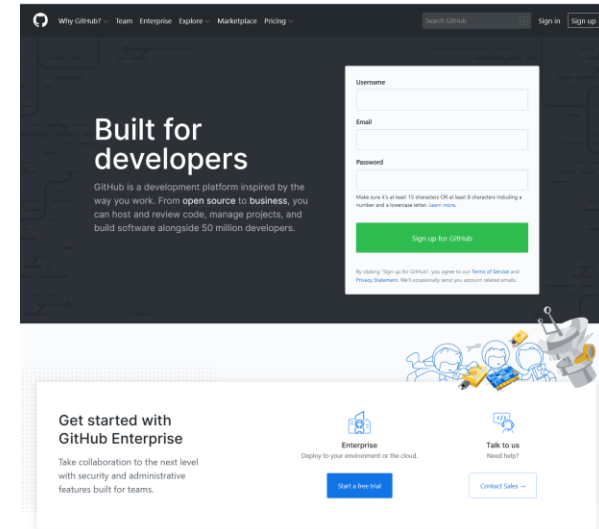 Why GitHub? Team Enterprise Explore Marketplace Pricing Search GitHub / Sign in Sign up
Built for
developers
GitHub is a development platform inspired by the
way you work. From open source to business, you
can host and review code, manage projects, and
build software alongside 50 million developers.
Username
Email
Password
Make sure it's at least 15 characters OR at least 8 characters including a
number and a lowercase letter. Learn more.
Sign up for GitHub
By clicking "Sign up for GitHub", you agree to our Terms of Service and
Privacy Statement. We'll occasionally send you account related emails.
Get started with
GitHub Enterprise
Take collaboration to the next level
with security and administrative
features built for teams.
Enterprise
Deploy to your environment or the cloud.
Start a free trial
Talk to us
Need help?
Contact Sales →